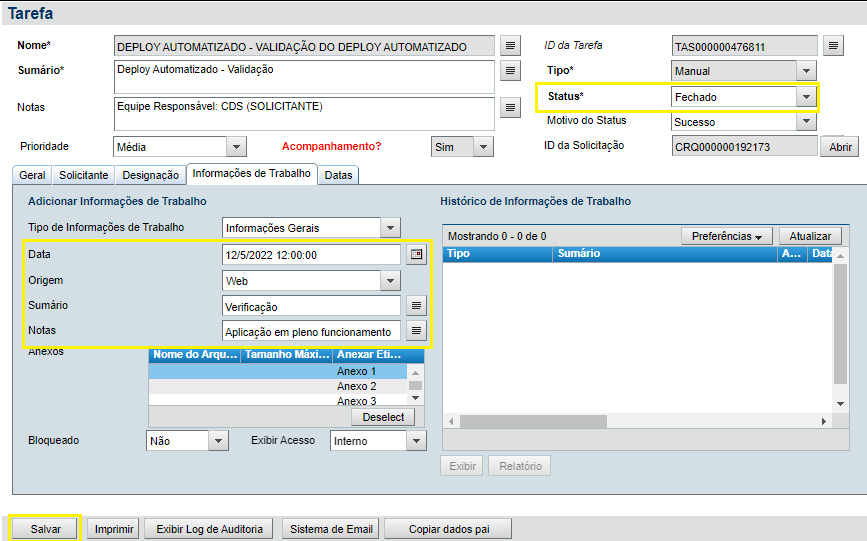 Tarefa
Nome* DEPLOY AUTOMATIZADO - VALIDAÇÃO DO DEPLOY AUTOMATIZADO ID da Tarefa TAS000000476811
Sumário* Deploy Automatizado - Validação Tipo* Manual
Status* Fechado
Notas Equipe Responsável: CDS (SOLICITANTE) Motivo do Status Sucesso
Prioridade Média Acompanhamento? Sim ID da Solicitação CRQ000000192173 Abrir
Geral Solicitante Designação Informações de Trabalho Datas
Adicionar Informações de Trabalho Histórico de Informações de Trabalho
Tipo de Informações de Trabalho Informações Gerais Mostrando 0 - 0 de 0 Preferências Atualizar
Data 12/5/2022 12:00:00 Tipo Sumário A... Data
Origem Web
Sumário Verificação
Notas Aplicação em pleno funcionamento
Anexos Nome do Arqu... Tamanho Máxi... Anexar Eti...
Anexo 1
Anexo 2
Anexo 3
Deselect
Bloqueado Não Exibir Acesso Interno
Exibir Relatório
Salvar Imprimir Exibir Log de Auditoria Sistema de Email Copiar dados pai